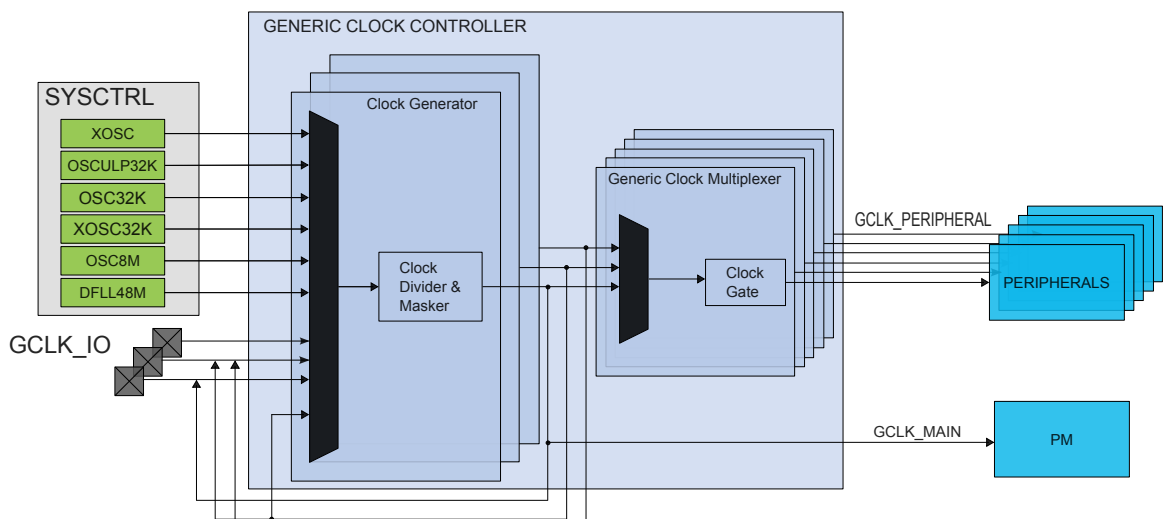 GENERIC CLOCK CONTROLLER
SYSCTRL
XOSC
OSCULP32K
OSC32K
XOSC32K
OSC8M
DFLL48M
GCLK_IO
Clock Generator
Clock
Divider &
Masker
Generic Clock Multiplexer
Clock
Gate
GCLK_PERIPHERAL
PERIPHERALS
GCLK_MAIN
PM